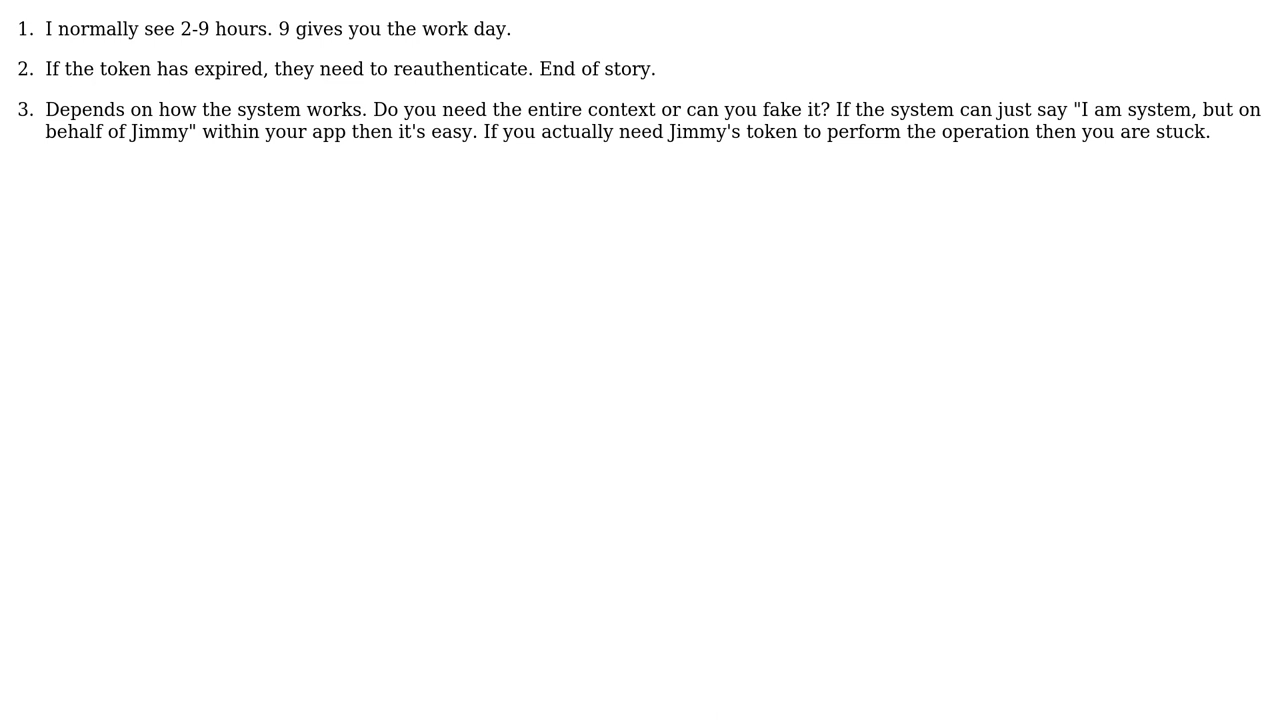 1. I normally see 2-9 hours. 9 gives you the work day.
2. If the token has expired, they need to reauthenticate. End of story.
3. Depends on how the system works. Do you need the entire context or can you fake it? If the system can just say "I am system, but on
behalf of Jimmy" within your app then it's easy. If you actually need Jimmy's token to perform the operation then you are stuck.